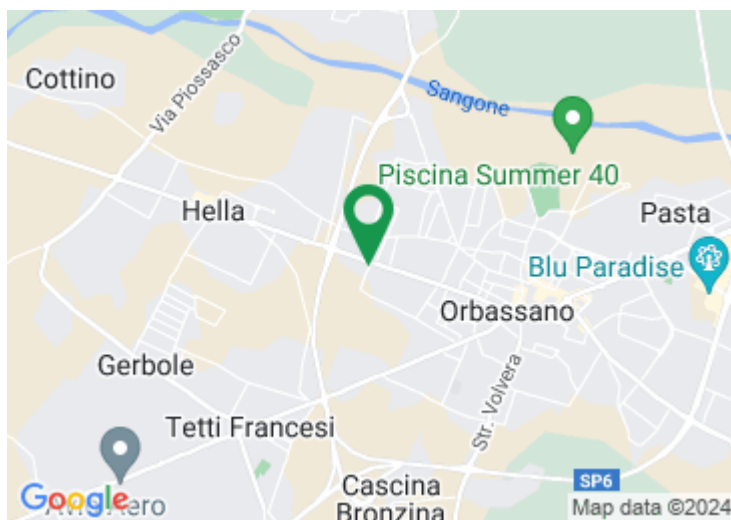 Cottino
Via Piossasco
Sangone
Piscina Summer 40
Hella
Pasta
Blu Paradise
Orbassano
Gerbole
Str. Volvera
Tetti Francesi
SP6
Cascina
Bronzina
Google
Aero
Map data ©2024